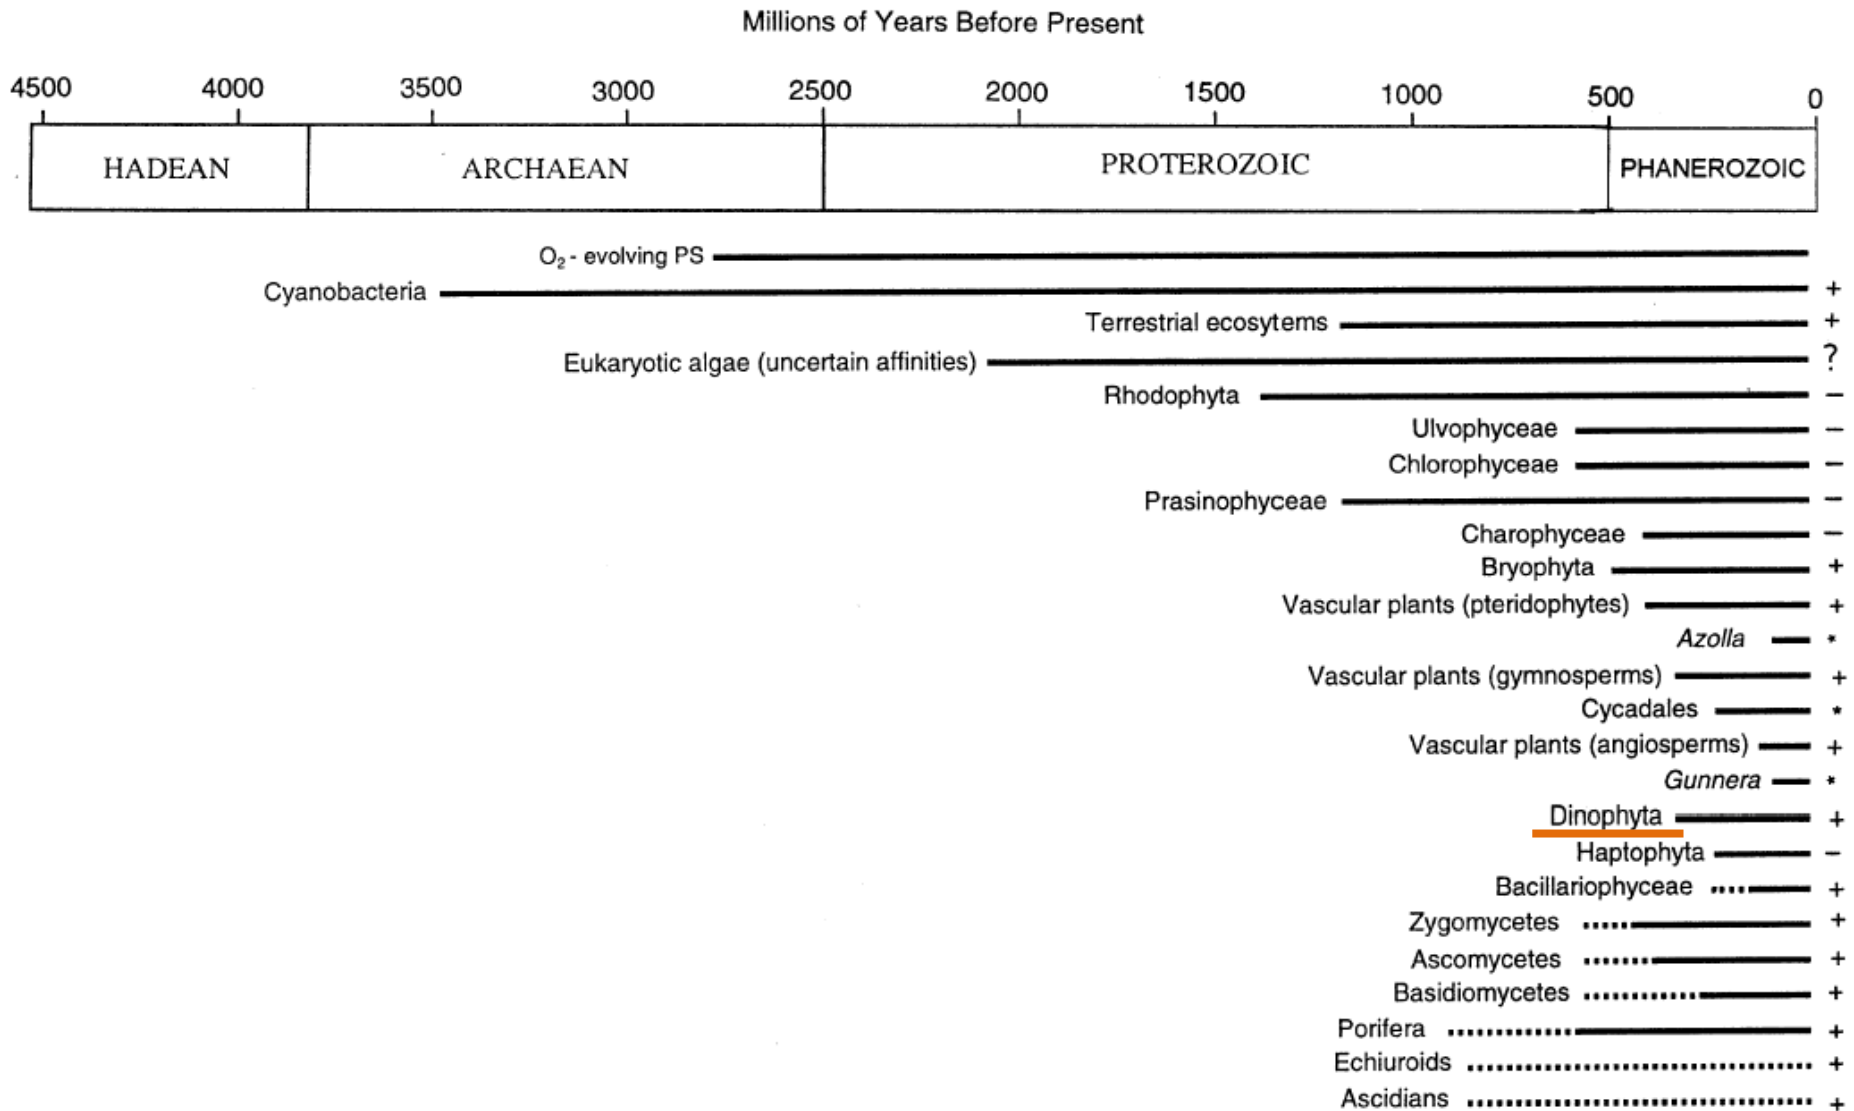 Millions of Years Before Present
4500 4000 3500 3000 2500 2000 1500 1000 500 0
HADEAN ARCHAEAN PROTEROZOIC PHANEROZOIC
O₂ - evolving PS
Cyanobacteria +
Terrestrial ecosytems +
Eukaryotic algae (uncertain affinities) ?
Rhodophyta −
Ulvophyceae −
Chlorophyceae −
Prasinophyceae −
Charophyceae −
Bryophyta +
Vascular plants (pteridophytes) +
Azolla *
Vascular plants (gymnosperms) +
Cycadales *
Vascular plants (angiosperms) +
Gunnera *
Dinophyta +
Haptophyta −
Bacillariophyceae +
Zygomycetes +
Ascomycetes +
Basidiomycetes +
Porifera +
Echiuroids +
Ascidians +